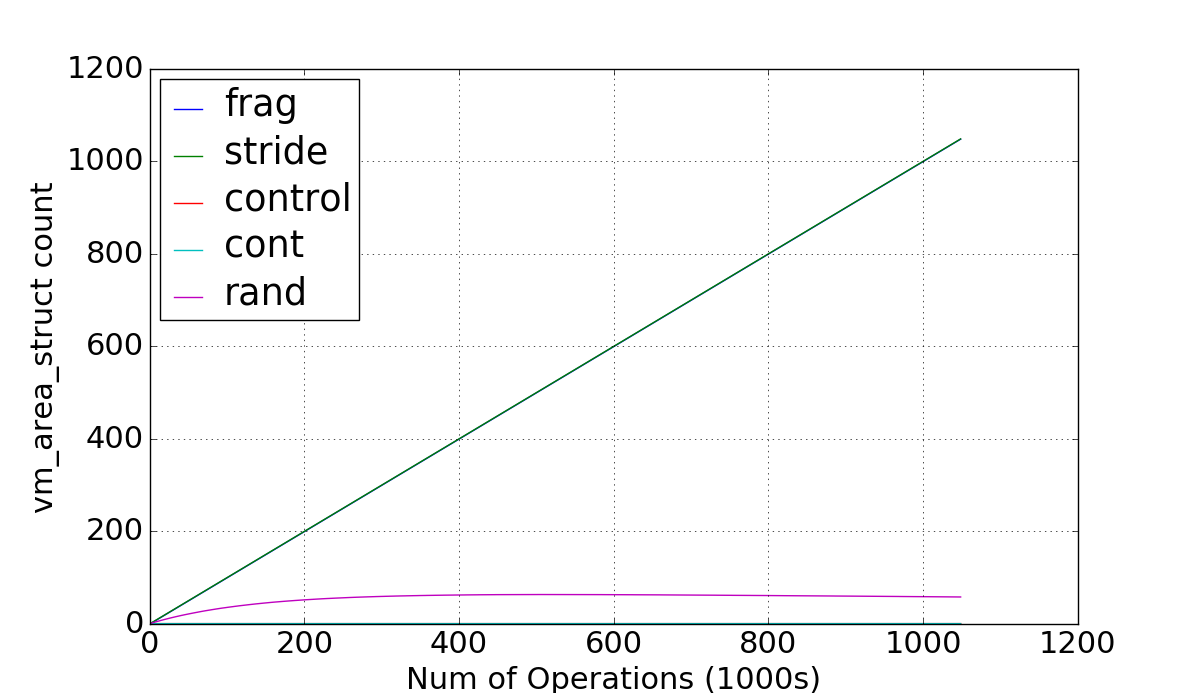 1200
1000
800
600
400
200
0
vm_area_struct count
frag
stride
control
cont
rand
0 200 400 600 800 1000 1200
Num of Operations (1000s)